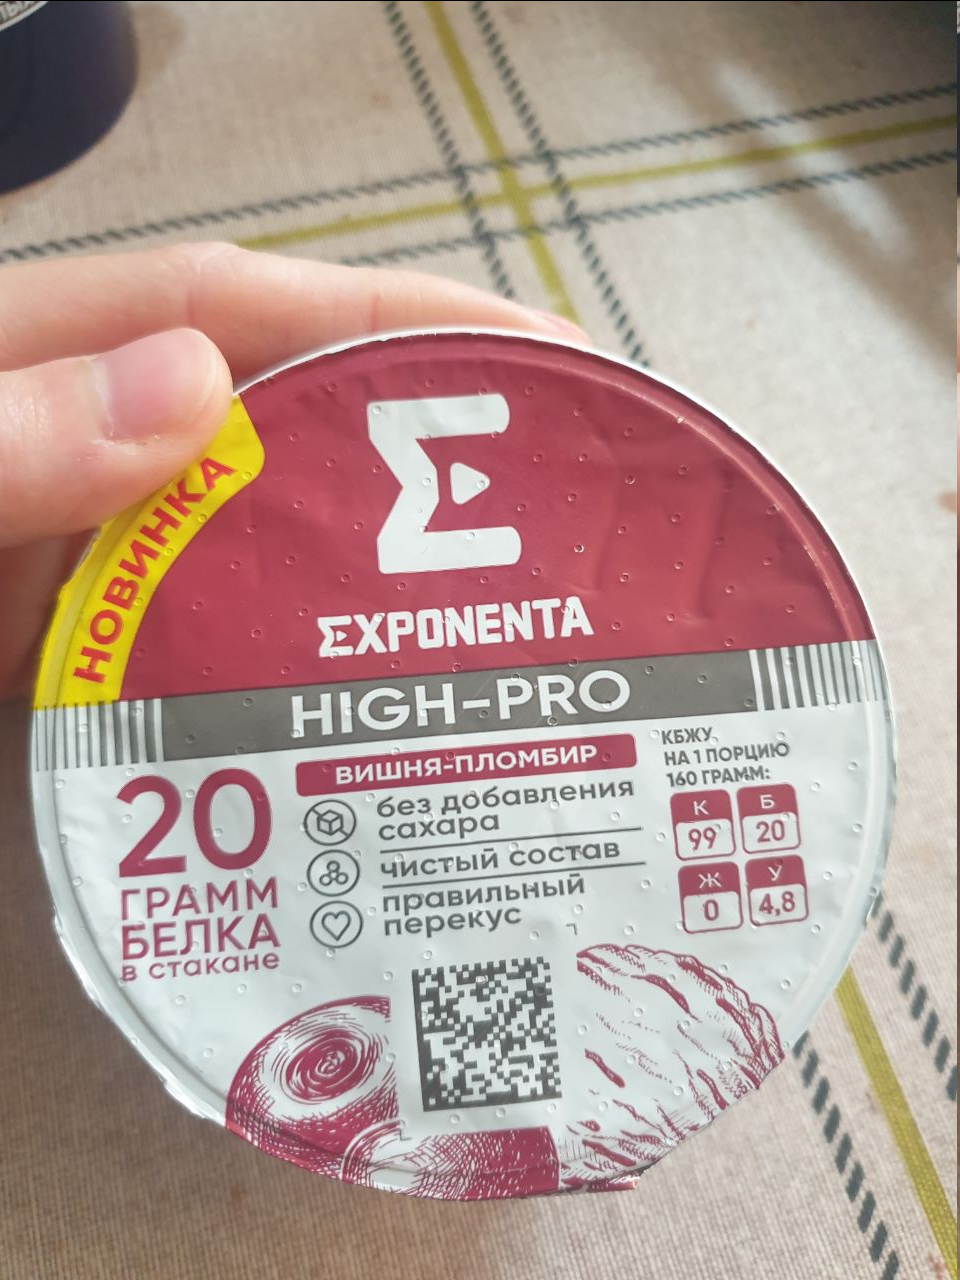 НОВИНКА
EXPONENTA
HIGH-PRO
ВИШНЯ-ПЛОМБИР
20
ГРАММ
БЕЛКА
в стакане
без добавления
сахара
чистый состав
правильный
перекус
КБЖУ
НА 1 ПОРЦИЮ
160 ГРАММ:
К
99
Б
20
Ж
0
У
4,8